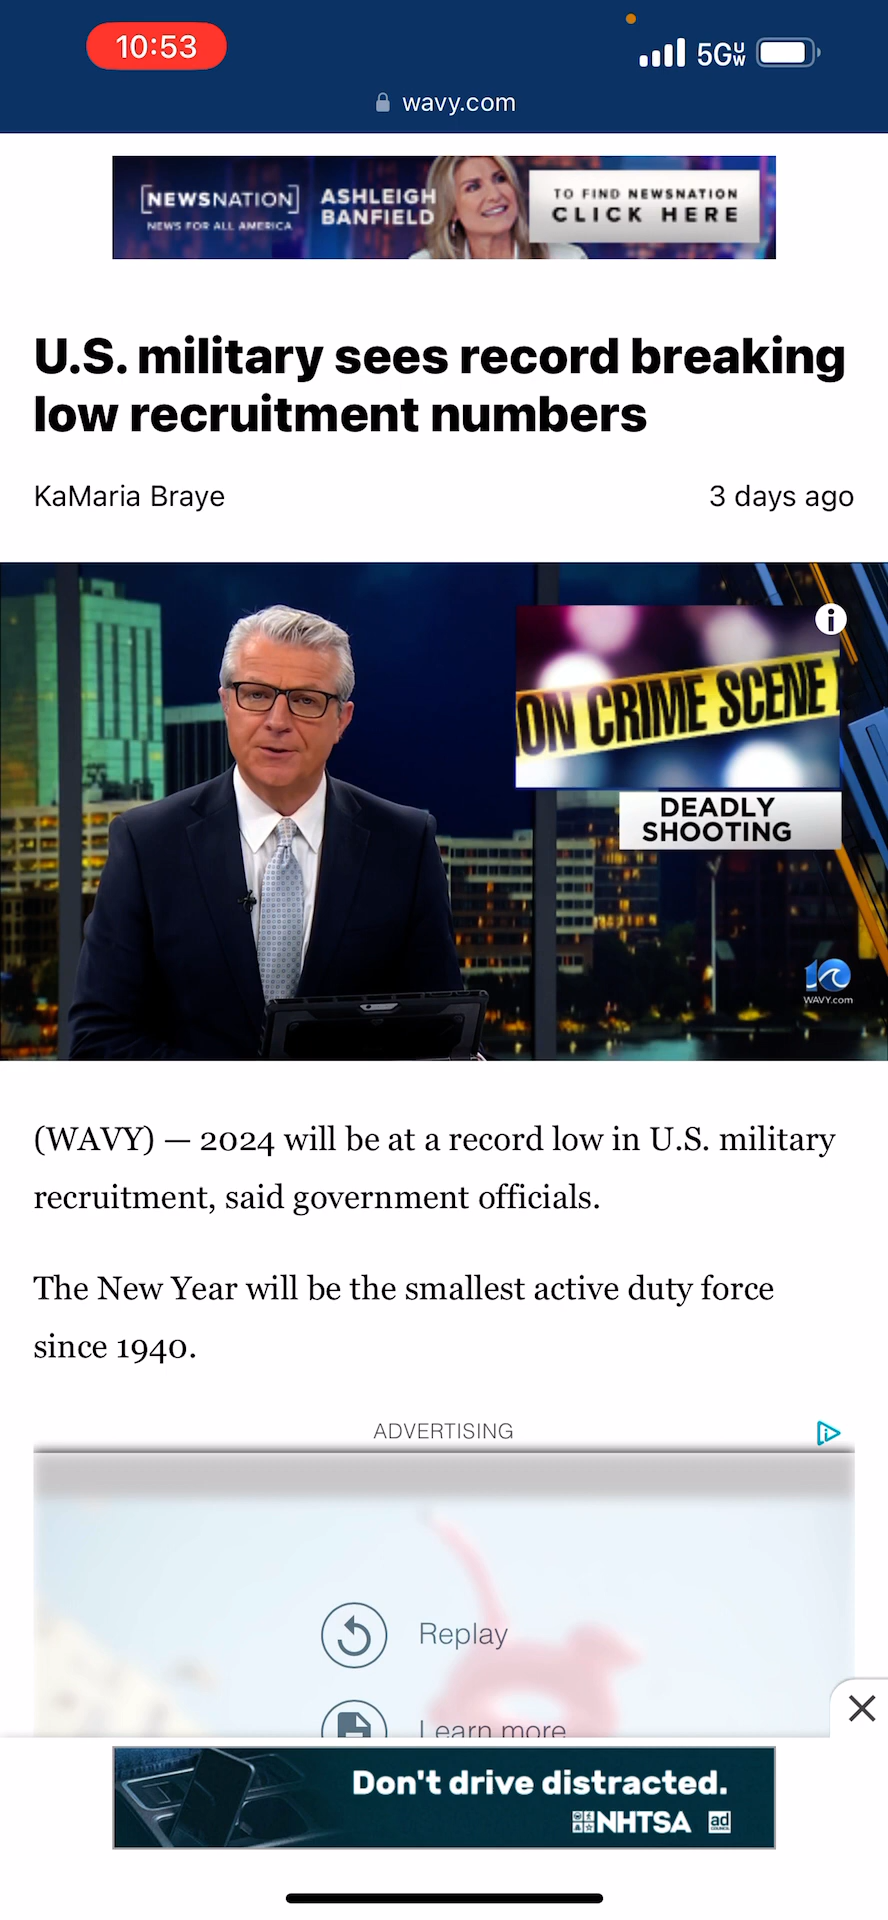 10:53
5G UW
wavy.com
[NEWSNATION]
NEWS FOR ALL AMERICA
ASHLEIGH
BANFIELD
TO FIND NEWSNATION
CLICK HERE
U.S. military sees record breaking
low recruitment numbers
KaMaria Braye
3 days ago
ON CRIME SCENE
DEADLY
SHOOTING
10
WAVY.com
(WAVY) — 2024 will be at a record low in U.S. military
recruitment, said government officials.
The New Year will be the smallest active duty force
since 1940.
ADVERTISING
Replay
Learn more
Don't drive distracted.
NHTSA
ad
COUNCIL